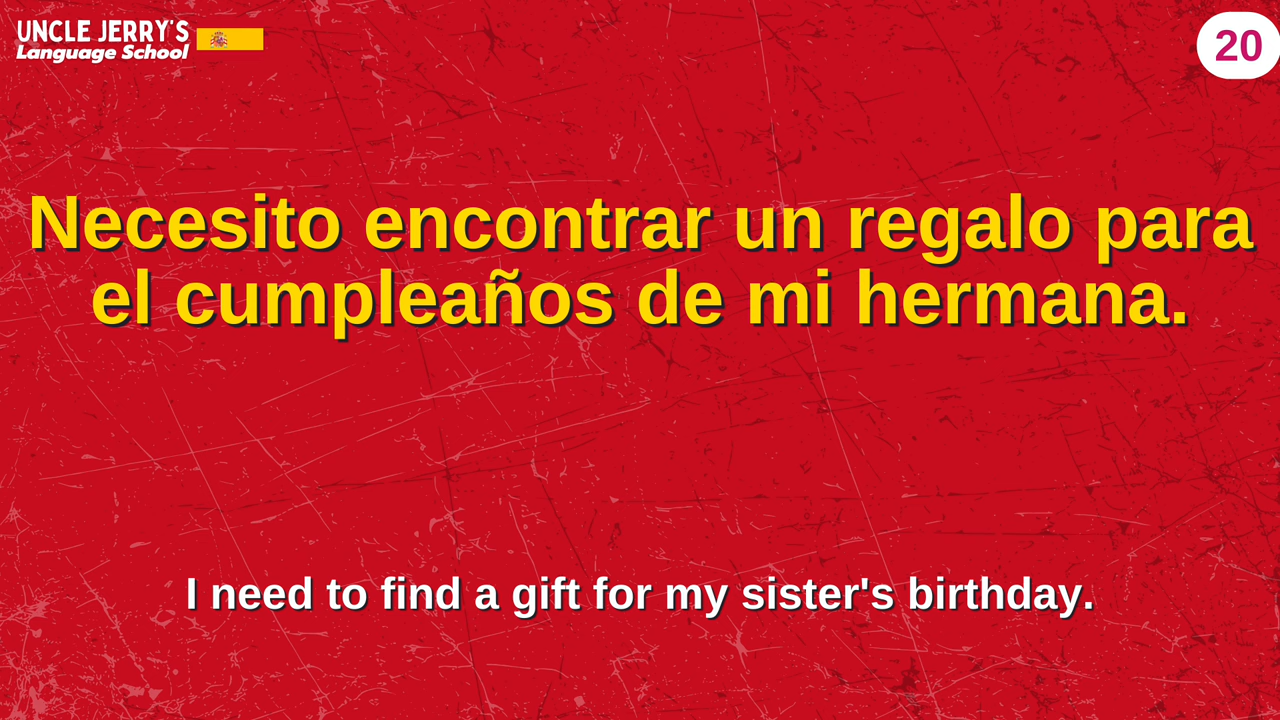 UNCLE JERRY'S
Language School
20
Necesito encontrar un regalo para
el cumpleaños de mi hermana.
I need to find a gift for my sister's birthday.